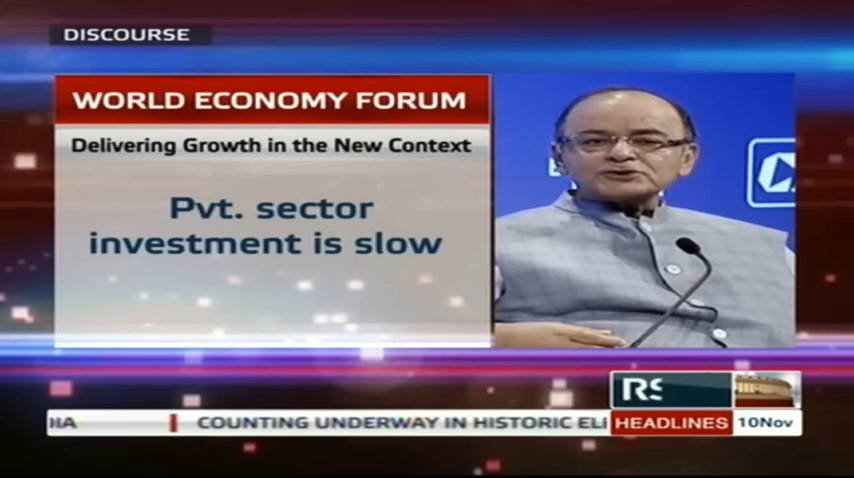 DISCOURSE
WORLD ECONOMY FORUM
Delivering Growth in the New Context
Pvt. sector
investment is slow
RS
COUNTING UNDERWAY IN HISTORIC
HEADLINES
10Nov